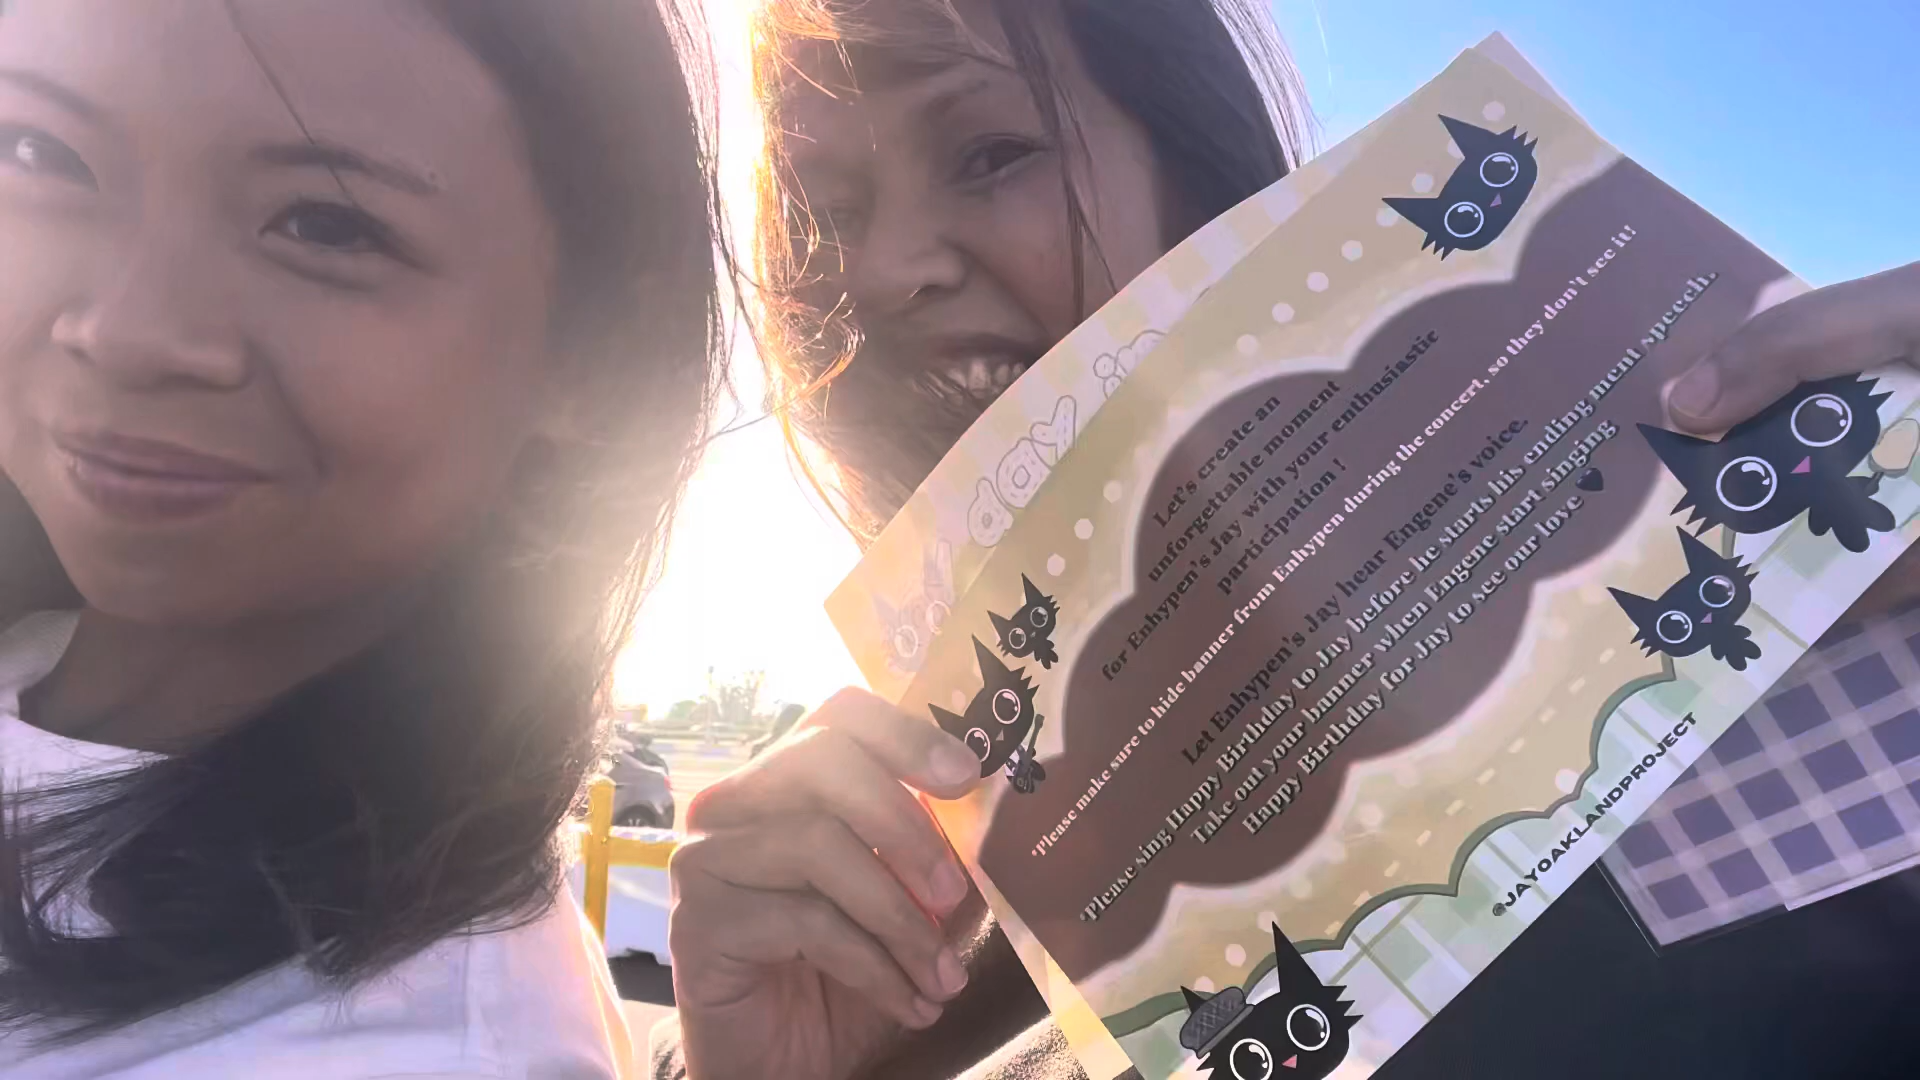 Let's create an
unforgettable moment
for Enhypen's Jay with your enthusiastic
participation !
*Please make sure to hide banner from Enhypen during the concert, so they don't see it!
Let Enhypen's Jay hear Engene's voice.
*Please sing Happy Birthday to Jay before he starts his ending ment speech.
Take out your banner when Engene start singing
Happy Birthday for Jay to see our love 🖤
@JAYOAKLANDPROJECT
day in